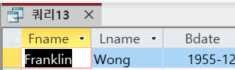 쿼리13
Fname Lname Bdate
Franklin Wong 1955-12